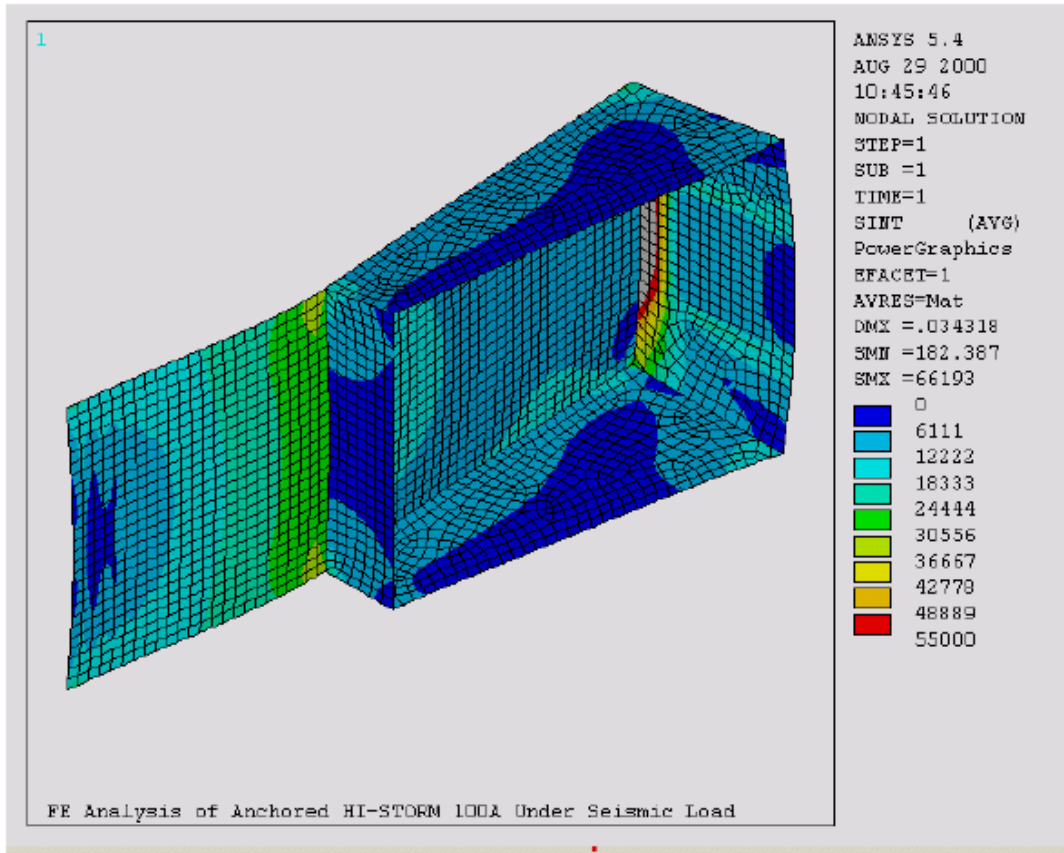 1
ANSYS 5.4
AUG 29 2000
10:45:46
NODAL SOLUTION
STEP=1
SUB =1
TIME=1
SINT (AVG)
PowerGraphics
EFACET=1
AVRES=Mat
DMX =.034318
SMN =182.387
SMX =66193
0
6111
12222
18333
24444
30556
36667
42778
48889
55000
FE Analysis of Anchored HI-STORM 100A Under Seismic Load